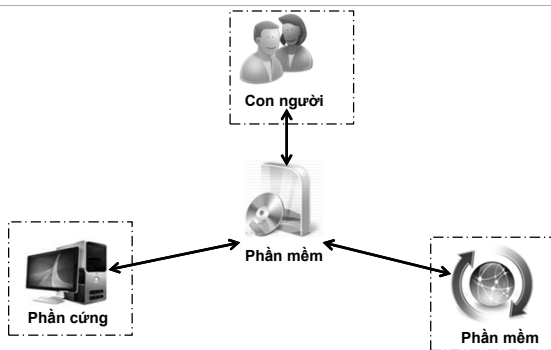 Con người
Phần mềm
Phần cứng
Phần mềm